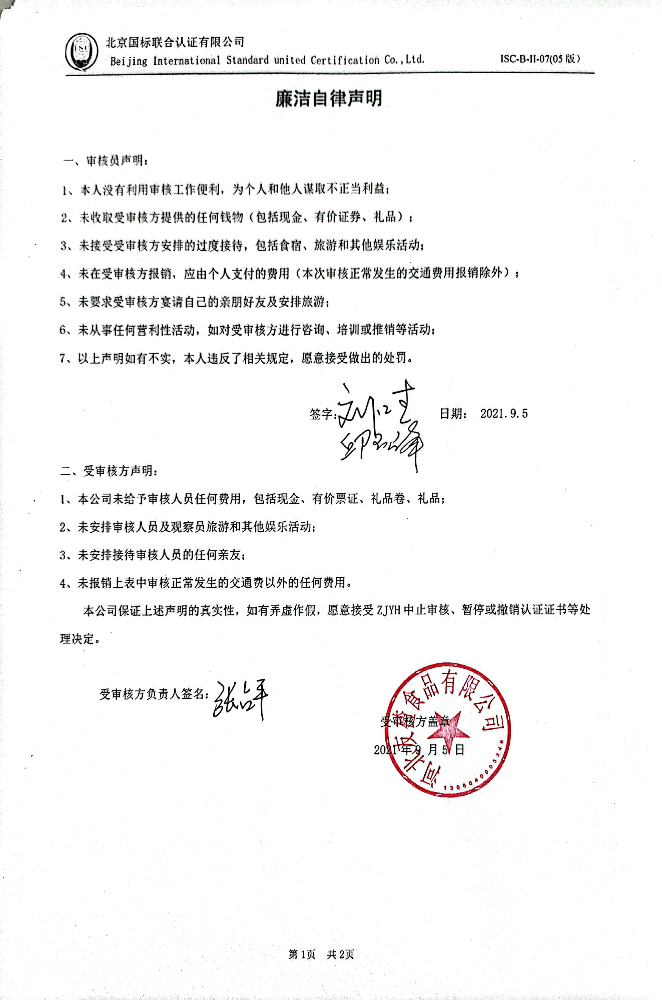 ISC
北京国标联合认证有限公司
Beijing International Standard united Certification Co.,Ltd.
ISC-B-II-07(05版)
廉洁自律声明
一、审核员声明:
1、本人没有利用审核工作便利，为个人和他人谋取不正当利益;
2、未收取受审核方提供的任何钱物（包括现金、有价证券、礼品）;
3、未接受受审核方安排的过度接待，包括食宿、旅游和其他娱乐活动;
4、未在受审核方报销，应由个人支付的费用（本次审核正常发生的交通费用报销除外）;
5、未要求受审核方宴请自己的亲朋好友及安排旅游;
6、未从事任何营利性活动，如对受审核方进行咨询、培训或推销等活动;
7、以上声明如有不实，本人违反了相关规定，愿意接受做出的处罚。
签字: 日期: 2021.9.5
二、受审核方声明:
1、本公司未给予审核人员任何费用，包括现金、有价票证、礼品卷、礼品;
2、未安排审核人员及观察员旅游和其他娱乐活动;
3、未安排接待审核人员的任何亲友;
4、未报销上表中审核正常发生的交通费以外的任何费用。
本公司保证上述声明的真实性，如有弄虚作假，愿意接受 ZJYH 中止审核、暂停或撤销认证证书等处
理决定。
受审核方负责人签名:
受审核方盖章
2021 年 9 月 5 日
食品有限公司
第1页 共2页